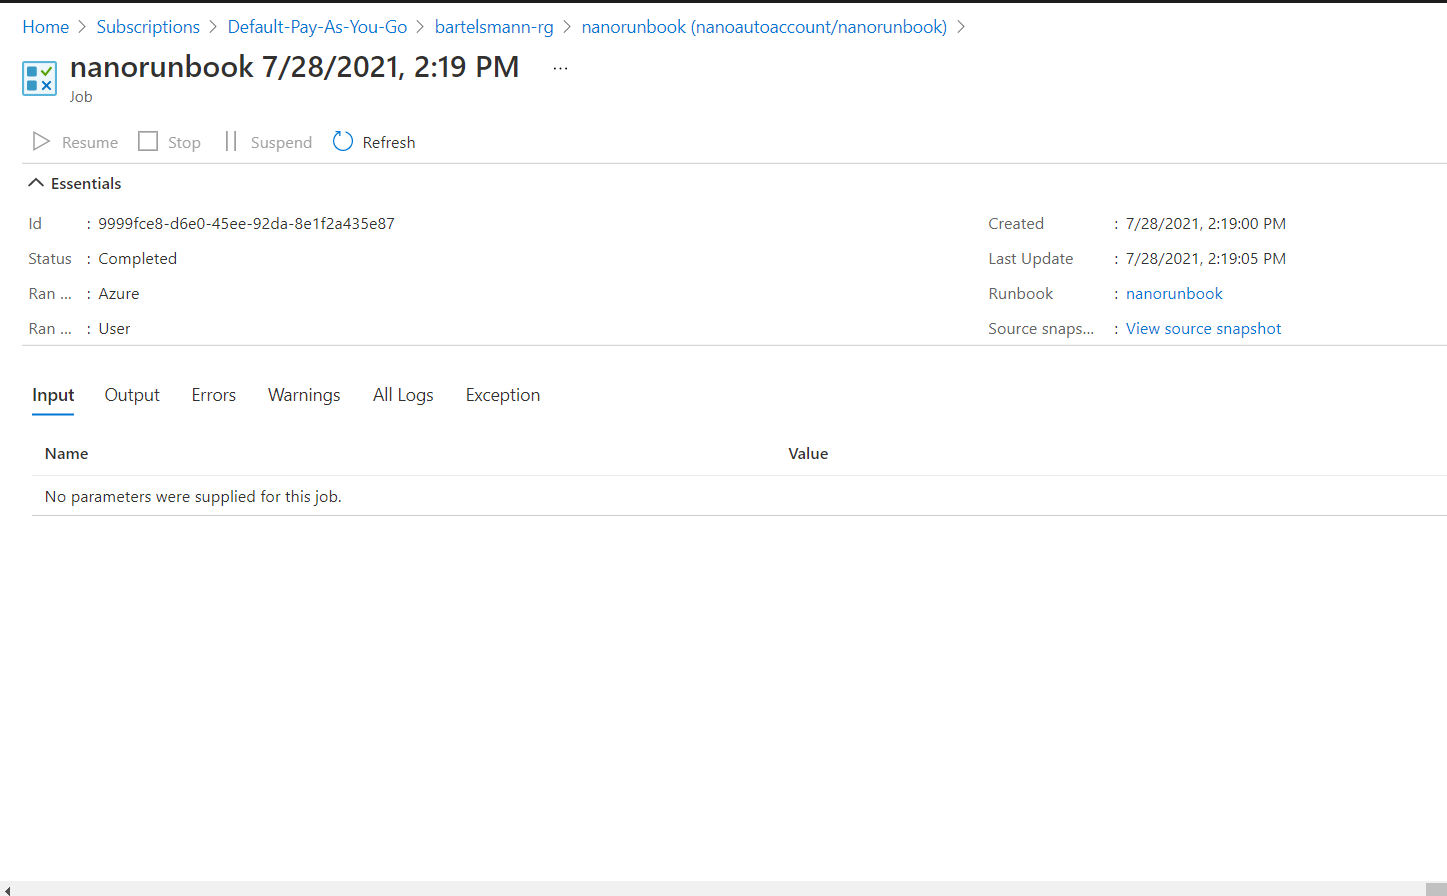 Home > Subscriptions > Default-Pay-As-You-Go > bartelsmann-rg > nanorunbook (nanoautoaccount/nanorunbook) >
nanorunbook 7/28/2021, 2:19 PM ...
Job
Resume Stop Suspend Refresh
Essentials
Id : 9999fce8-d6e0-45ee-92da-8e1f2a435e87 Created : 7/28/2021, 2:19:00 PM
Status : Completed Last Update : 7/28/2021, 2:19:05 PM
Ran ... : Azure Runbook : nanorunbook
Ran ... : User Source snaps... : View source snapshot
Input Output Errors Warnings All Logs Exception
Name Value
No parameters were supplied for this job.